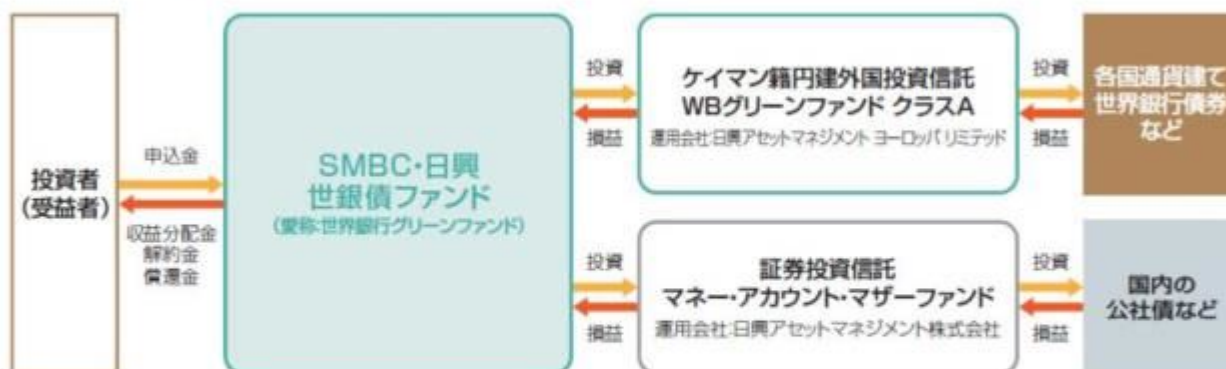 投資者
(受益者)
申込金
収益分配金
解約金
償還金
SMBC・日興
世銀債ファンド
(愛称:世界銀行グリーンファンド)
投資
損益
ケイマン籍円建外国投資信託
WBグリーンファンド クラスA
運用会社:日興アセットマネジメント ヨーロッパ リミテッド
投資
損益
各国通貨建て
世界銀行債券
など
投資
損益
証券投資信託
マネー・アカウント・マザーファンド
運用会社:日興アセットマネジメント株式会社
投資
損益
国内の
公社債など